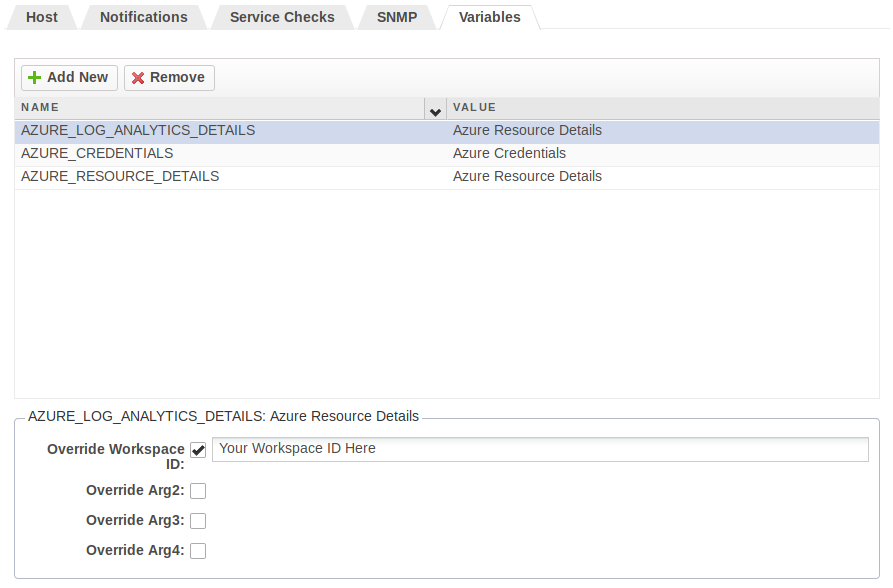 Host Notifications Service Checks SNMP Variables
Add New Remove
NAME VALUE
AZURE_LOG_ANALYTICS_DETAILS Azure Resource Details
AZURE_CREDENTIALS Azure Credentials
AZURE_RESOURCE_DETAILS Azure Resource Details
AZURE_LOG_ANALYTICS_DETAILS: Azure Resource Details
Override Workspace
ID:
Your Workspace ID Here
Override Arg2:
Override Arg3:
Override Arg4: